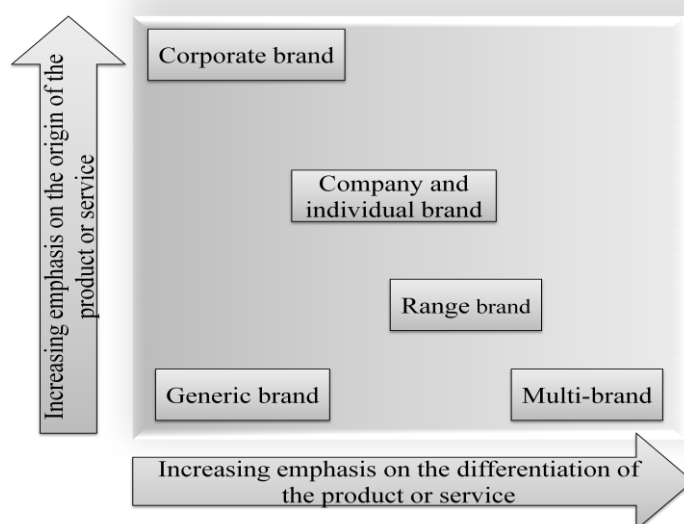 Increasing emphasis on the origin of the
product or service
Corporate brand
Company and
individual brand
Range brand
Generic brand
Multi-brand
Increasing emphasis on the differentiation of
the product or service